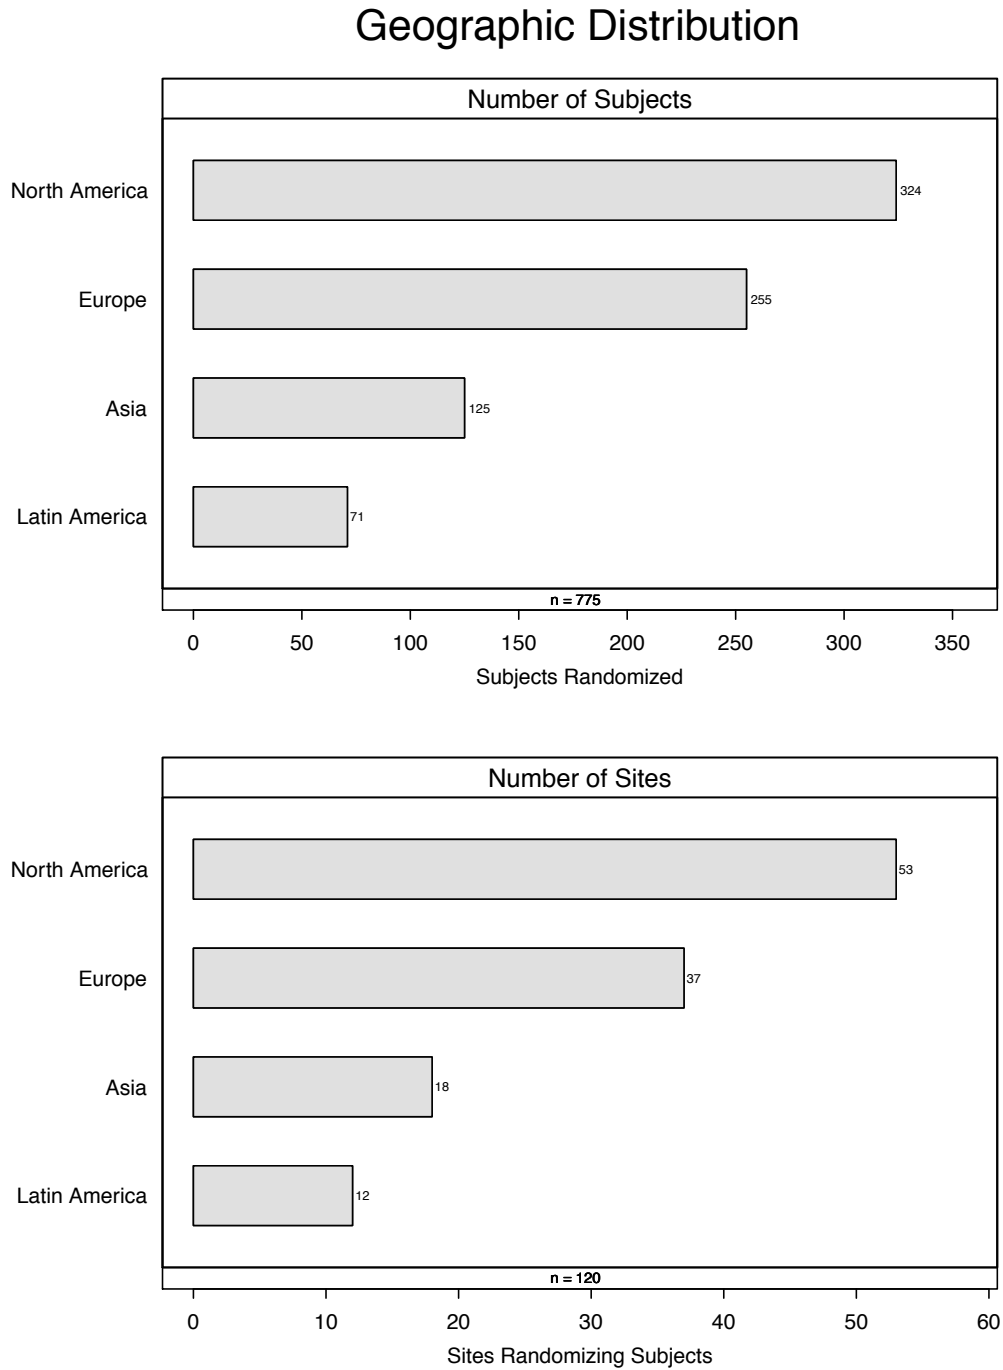 Geographic Distribution
Number of Subjects
North America 324
Europe 255
Asia 125
Latin America 71
n = 775
0 50 100 150 200 250 300 350
Subjects Randomized
Number of Sites
North America 53
Europe 37
Asia 18
Latin America 12
n = 120
0 10 20 30 40 50 60
Sites Randomizing Subjects